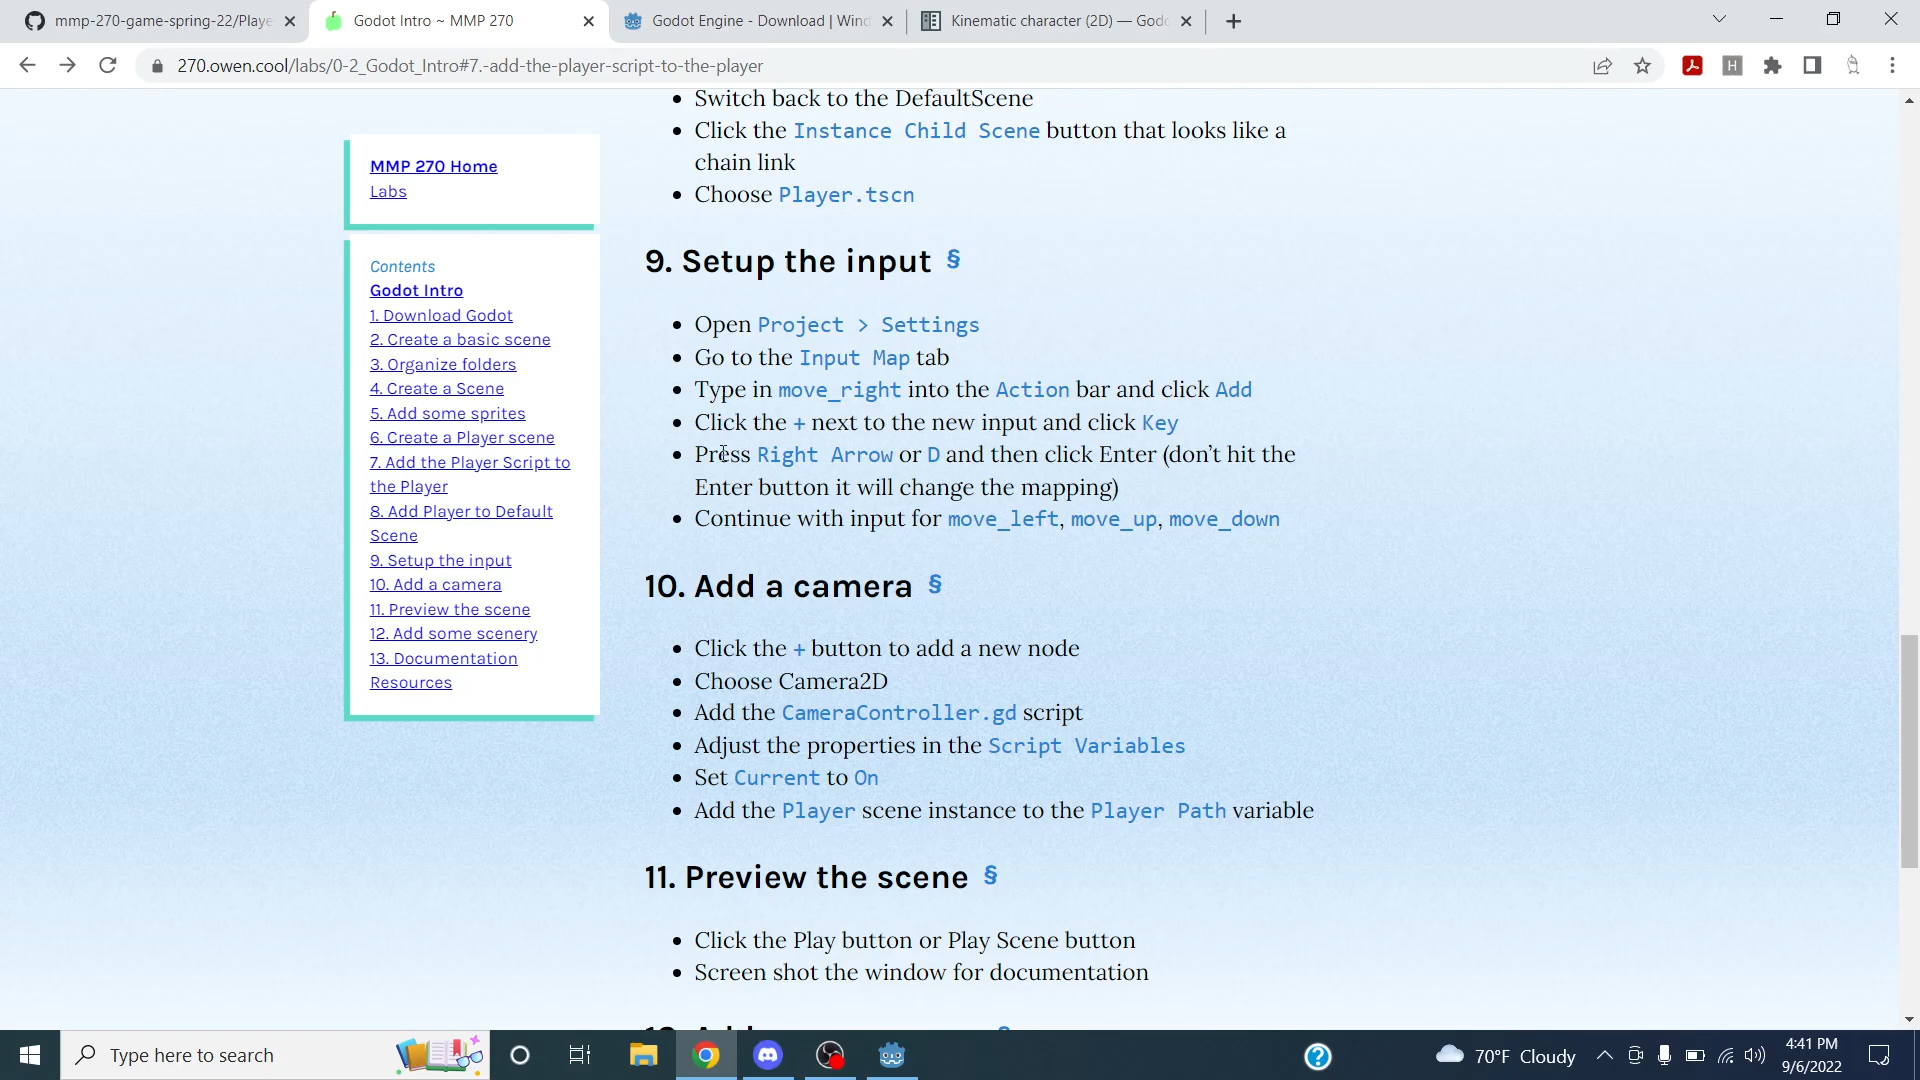 mmp-270-game-spring-22/Playe
Godot Intro ~ MMP 270
Godot Engine - Download | Wind
Kinematic character (2D) — Godo
270.owen.cool/labs/0-2_Godot_Intro#7.-add-the-player-script-to-the-player
MMP 270 Home
Labs
Contents
Godot Intro
1. Download Godot
2. Create a basic scene
3. Organize folders
4. Create a Scene
5. Add some sprites
6. Create a Player scene
7. Add the Player Script to
the Player
8. Add Player to Default
Scene
9. Setup the input
10. Add a camera
11. Preview the scene
12. Add some scenery
13. Documentation
Resources
• Switch back to the DefaultScene
• Click the Instance Child Scene button that looks like a
chain link
• Choose Player.tscn
9. Setup the input §
• Open Project > Settings
• Go to the Input Map tab
• Type in move_right into the Action bar and click Add
• Click the + next to the new input and click Key
• Press Right Arrow or D and then click Enter (don’t hit the
Enter button it will change the mapping)
• Continue with input for move_left, move_up, move_down
10. Add a camera §
• Click the + button to add a new node
• Choose Camera2D
• Add the CameraController.gd script
• Adjust the properties in the Script Variables
• Set Current to On
• Add the Player scene instance to the Player Path variable
11. Preview the scene §
• Click the Play button or Play Scene button
• Screen shot the window for documentation
Type here to search
70°F Cloudy
4:41 PM
9/6/2022